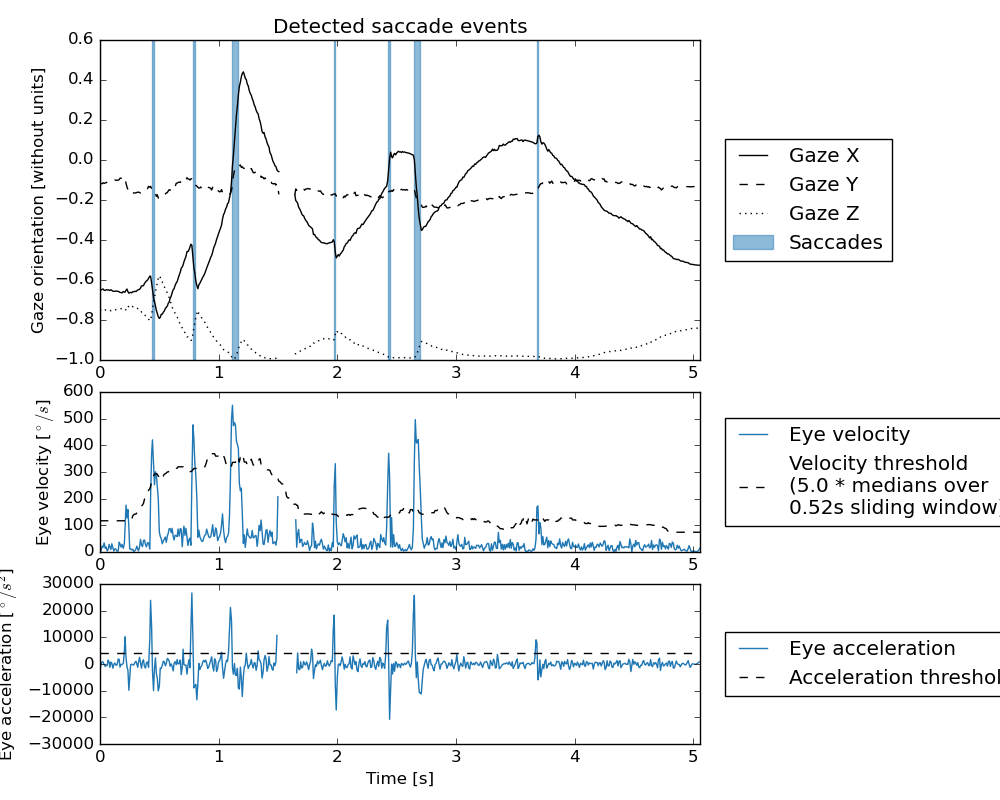 Detected saccade events
Gaze orientation [without units]
0.6
0.4
0.2
0.0
−0.2
−0.4
−0.6
−0.8
−1.0
0 1 2 3 4 5
Gaze X
Gaze Y
Gaze Z
Saccades
Eye velocity [°/s]
600
500
400
300
200
100
0
0 1 2 3 4 5
Eye velocity
Velocity threshold
(5.0 * medians over
0.52s sliding window)
Eye acceleration [°/s²]
30000
20000
10000
0
−10000
−20000
−30000
0 1 2 3 4 5
Time [s]
Eye acceleration
Acceleration threshol